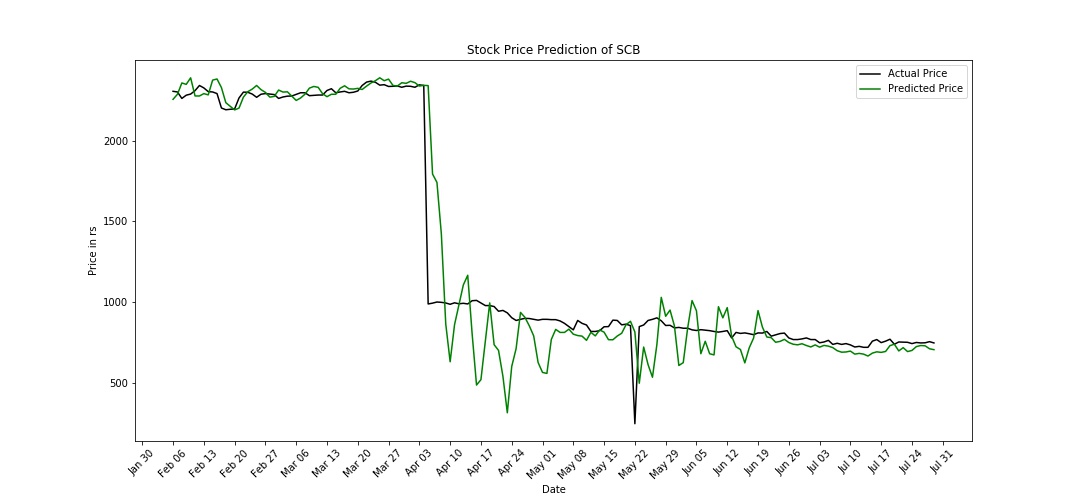 Stock Price Prediction of SCB
Actual Price
Predicted Price
Price in rs
2000
1500
1000
500
Jan 30
Feb 06
Feb 13
Feb 20
Feb 27
Mar 06
Mar 13
Mar 20
Mar 27
Apr 03
Apr 10
Apr 17
Apr 24
May 01
May 08
May 15
May 22
May 29
Jun 05
Jun 12
Jun 19
Jun 26
Jul 03
Jul 10
Jul 17
Jul 24
Jul 31
Date